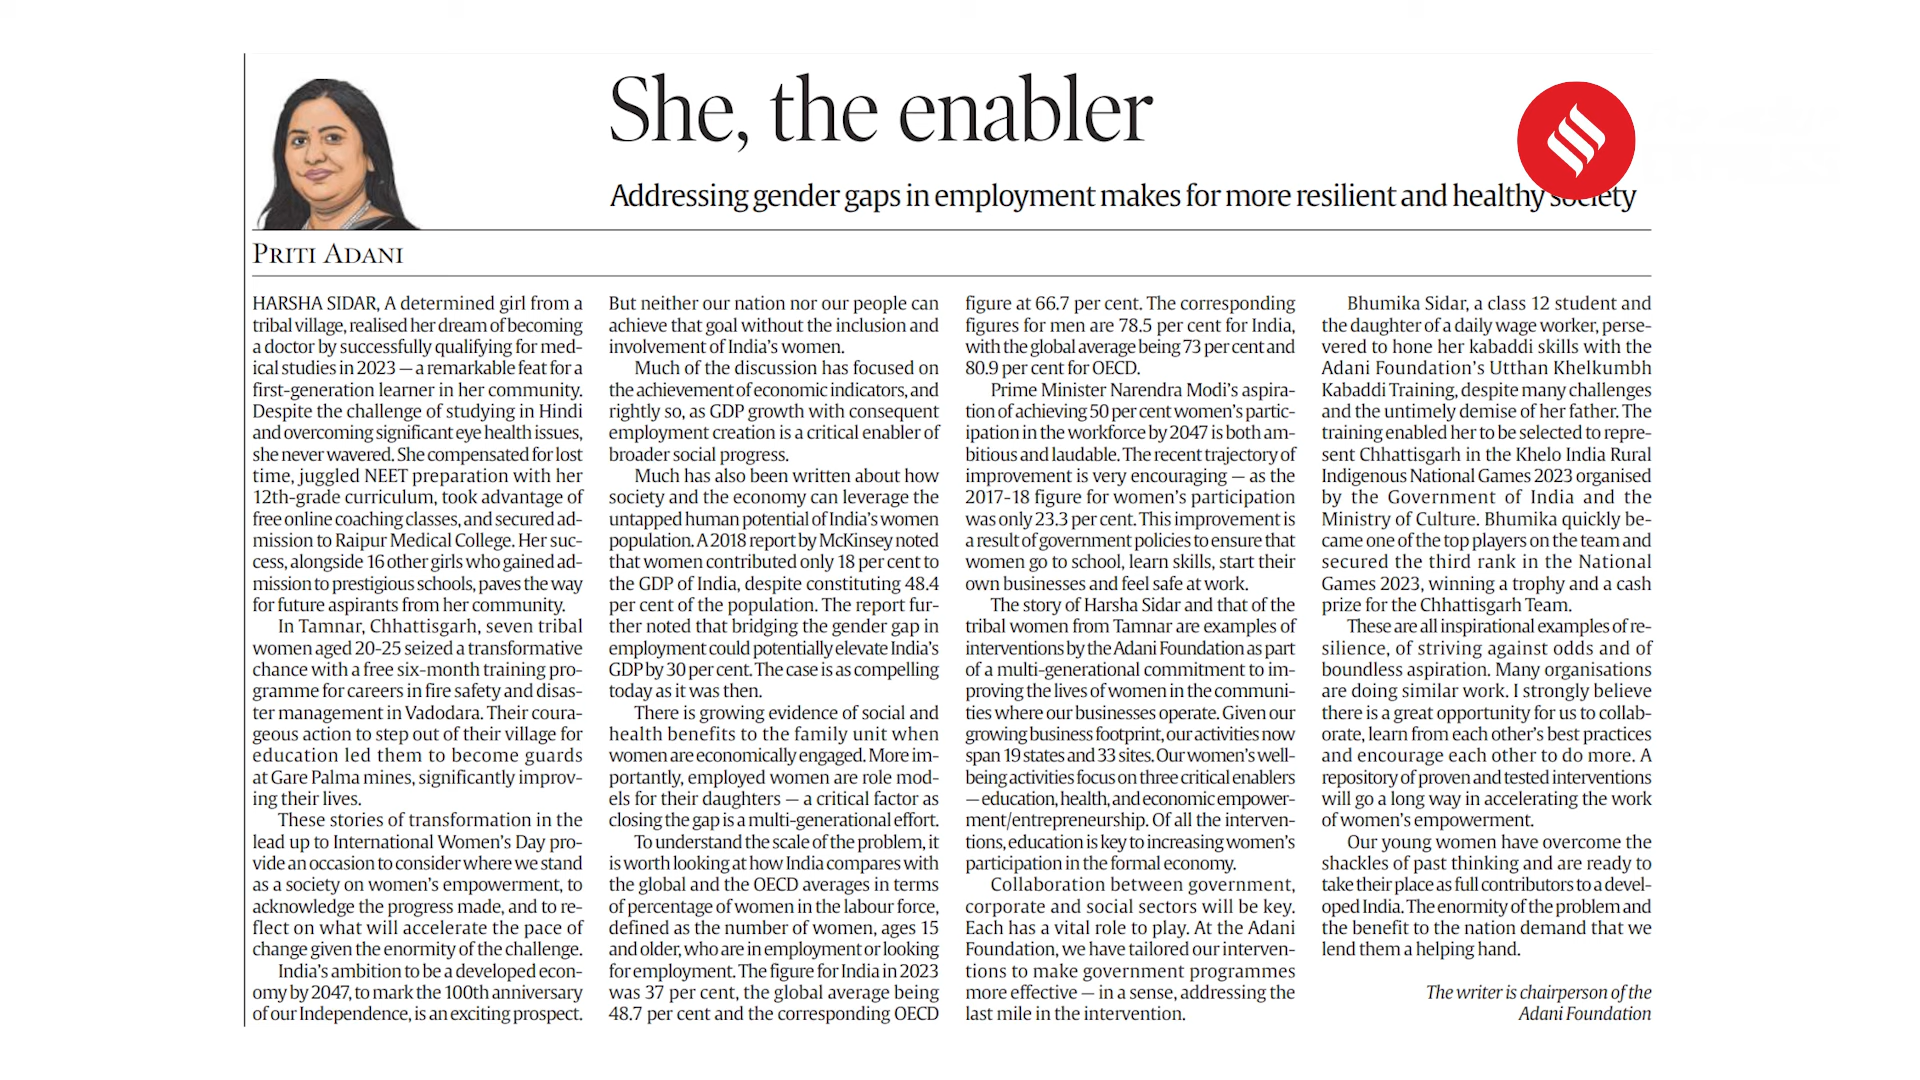 She, the enabler
Addressing gender gaps in employment makes for more resilient and healthy society
PRITI ADANI
HARSHA SIDAR, A determined girl from a
tribal village, realised her dream of becoming
a doctor by successfully qualifying for med-
ical studies in 2023 — a remarkable feat for a
first-generation learner in her community.
Despite the challenge of studying in Hindi
and overcoming significant eye health issues,
she never wavered. She compensated for lost
time, juggled NEET preparation with her
12th-grade curriculum, took advantage of
free online coaching classes, and secured ad-
mission to Raipur Medical College. Her suc-
cess, alongside 16 other girls who gained ad-
mission to prestigious schools, paves the way
for future aspirants from her community.
In Tamnar, Chhattisgarh, seven tribal
women aged 20-25 seized a transformative
chance with a free six-month training pro-
gramme for careers in fire safety and disas-
ter management in Vadodara. Their coura-
geous action to step out of their village for
education led them to become guards
at Gare Palma mines, significantly improv-
ing their lives.
These stories of transformation in the
lead up to International Women's Day pro-
vide an occasion to consider where we stand
as a society on women's empowerment, to
acknowledge the progress made, and to re-
flect on what will accelerate the pace of
change given the enormity of the challenge.
India's ambition to be a developed econ-
omy by 2047, to mark the 100th anniversary
of our Independence, is an exciting prospect.
But neither our nation nor our people can
achieve that goal without the inclusion and
involvement of India's women.
Much of the discussion has focused on
the achievement of economic indicators, and
rightly so, as GDP growth with consequent
employment creation is a critical enabler of
broader social progress.
Much has also been written about how
society and the economy can leverage the
untapped human potential of India's women
population. A 2018 report by McKinsey noted
that women contributed only 18 per cent to
the GDP of India, despite constituting 48.4
per cent of the population. The report fur-
ther noted that bridging the gender gap in
employment could potentially elevate India's
GDP by 30 per cent. The case is as compelling
today as it was then.
There is growing evidence of social and
health benefits to the family unit when
women are economically engaged. More im-
portantly, employed women are role mod-
els for their daughters — a critical factor as
closing the gap is a multi-generational effort.
To understand the scale of the problem, it
is worth looking at how India compares with
the global and the OECD averages in terms
of percentage of women in the labour force,
defined as the number of women, ages 15
and older, who are in employment or looking
for employment. The figure for India in 2023
was 37 per cent, the global average being
48.7 per cent and the corresponding OECD
figure at 66.7 per cent. The corresponding
figures for men are 78.5 per cent for India,
with the global average being 73 per cent and
80.9 per cent for OECD.
Prime Minister Narendra Modi's aspira-
tion of achieving 50 per cent women's partic-
ipation in the workforce by 2047 is both am-
bitious and laudable. The recent trajectory of
improvement is very encouraging — as the
2017-18 figure for women's participation
was only 23.3 per cent. This improvement is
a result of government policies to ensure that
women go to school, learn skills, start their
own businesses and feel safe at work.
The story of Harsha Sidar and that of the
tribal women from Tamnar are examples of
interventions by the Adani Foundation as part
of a multi-generational commitment to im-
proving the lives of women in the communi-
ties where our businesses operate. Given our
growing business footprint, our activities now
span 19 states and 33 sites. Our women's well-
being activities focus on three critical enablers
— education, health, and economic empower-
ment/entrepreneurship. Of all the interven-
tions, education is key to increasing women's
participation in the formal economy.
Collaboration between government,
corporate and social sectors will be key.
Each has a vital role to play. At the Adani
Foundation, we have tailored our interven-
tions to make government programmes
more effective — in a sense, addressing the
last mile in the intervention.
Bhumika Sidar, a class 12 student and
the daughter of a daily wage worker, perse-
vered to hone her kabaddi skills with the
Adani Foundation's Utthan Khelkumbh
Kabaddi Training, despite many challenges
and the untimely demise of her father. The
training enabled her to be selected to repre-
sent Chhattisgarh in the Khelo India Rural
Indigenous National Games 2023 organised
by the Government of India and the
Ministry of Culture. Bhumika quickly be-
came one of the top players on the team and
secured the third rank in the National
Games 2023, winning a trophy and a cash
prize for the Chhattisgarh Team.
These are all inspirational examples of re-
silience, of striving against odds and of
boundless aspiration. Many organisations
are doing similar work. I strongly believe
there is a great opportunity for us to collab-
orate, learn from each other's best practices
and encourage each other to do more. A
repository of proven and tested interventions
will go a long way in accelerating the work
of women's empowerment.
Our young women have overcome the
shackles of past thinking and are ready to
take their place as full contributors to a devel-
oped India. The enormity of the problem and
the benefit to the nation demand that we
lend them a helping hand.
The writer is chairperson of the
Adani Foundation